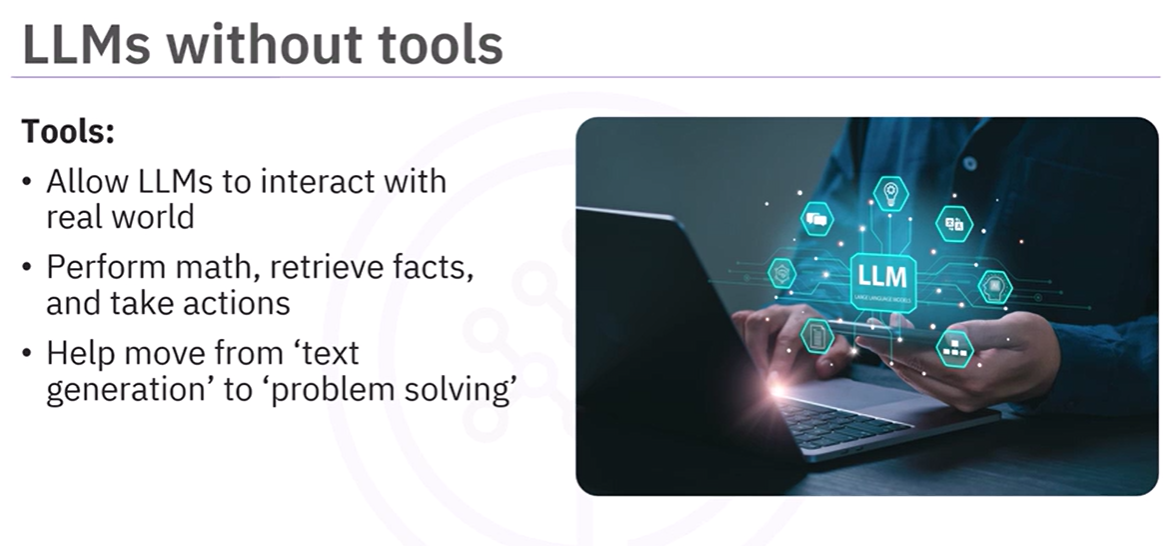 LLMs without tools
Tools:
• Allow LLMs to interact with
real world
• Perform math, retrieve facts,
and take actions
• Help move from ‘text
generation’ to ‘problem solving’
LLM
LARGE LANGUAGE MODELS